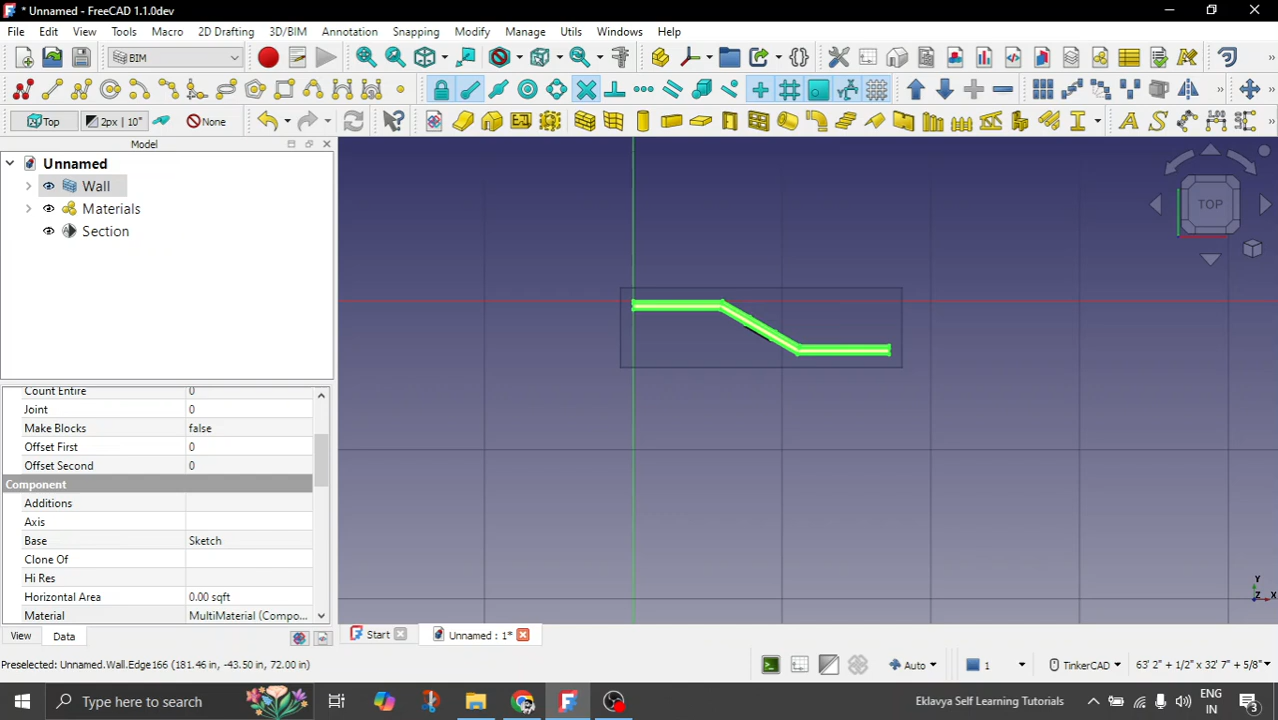 * Unnamed - FreeCAD 1.1.0dev
File Edit View Tools Macro 2D Drafting 3D/BIM Annotation Snapping Modify Manage Utils Windows Help
BIM
Top 2px | 10" None
Model
Unnamed
Wall
Materials
Section
Count Entire 0
Joint 0
Make Blocks false
Offset First 0
Offset Second 0
Component
Additions
Axis
Base Sketch
Clone Of
Hi Res
Horizontal Area 0.00 sqft
Material MultiMaterial (Compo...
View Data
Start Unnamed : 1*
TOP
Y
Z X
Preselected: Unnamed.Wall.Edge166 (181.46 in, -43.50 in, 72.00 in)
Auto 1 TinkerCAD 63' 2" + 1/2" x 32' 7" + 5/8"
Type here to search
Eklavya Self Learning Tutorials
ENG
IN
3